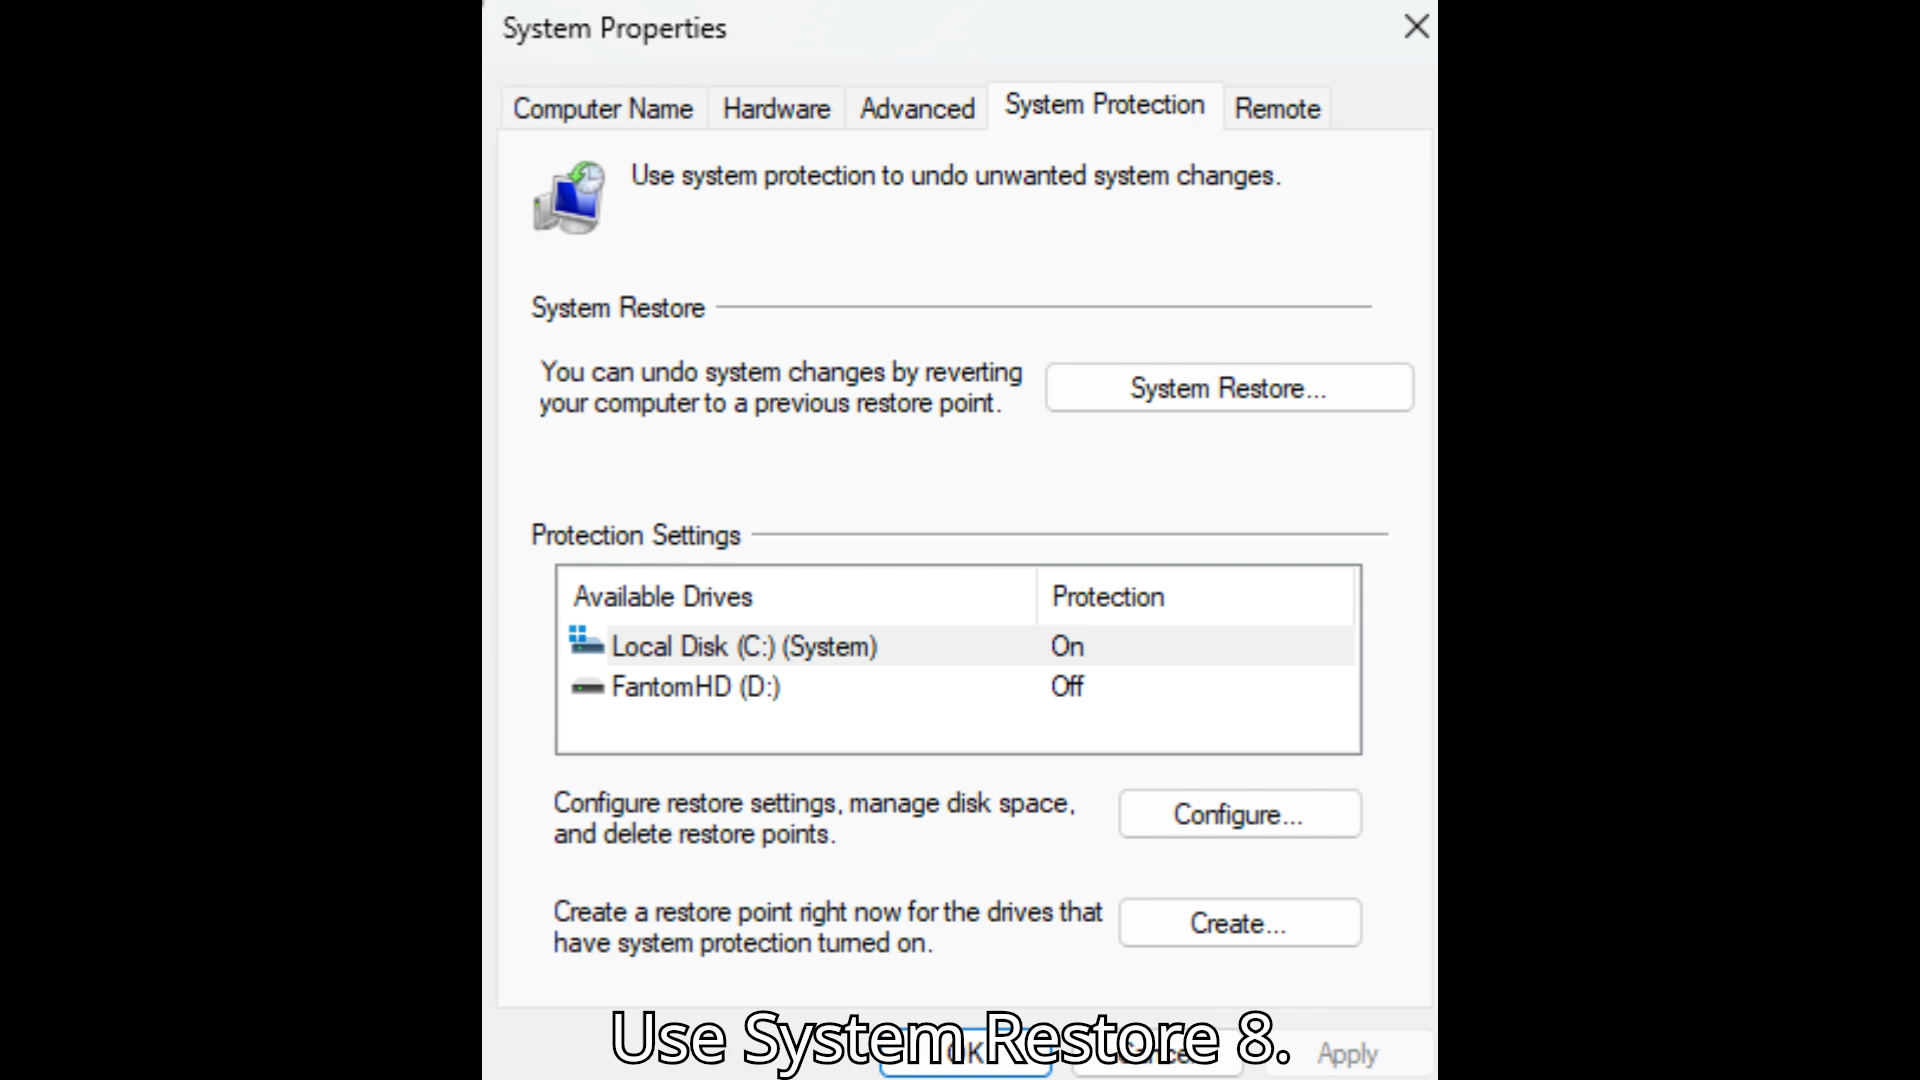 System Properties
Computer Name
Hardware
Advanced
System Protection
Remote
Use system protection to undo unwanted system changes.
System Restore
You can undo system changes by reverting
your computer to a previous restore point.
System Restore...
Protection Settings
Available Drives
Protection
Local Disk (C:) (System)
On
FantomHD (D:)
Off
Configure restore settings, manage disk space,
and delete restore points.
Configure...
Create a restore point right now for the drives that
have system protection turned on.
Create...
OK
Cancel
Apply
Use System Restore 8.